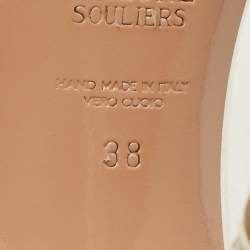 SOULIERS
HAND MADE IN ITALY
VERO CUOIO
38